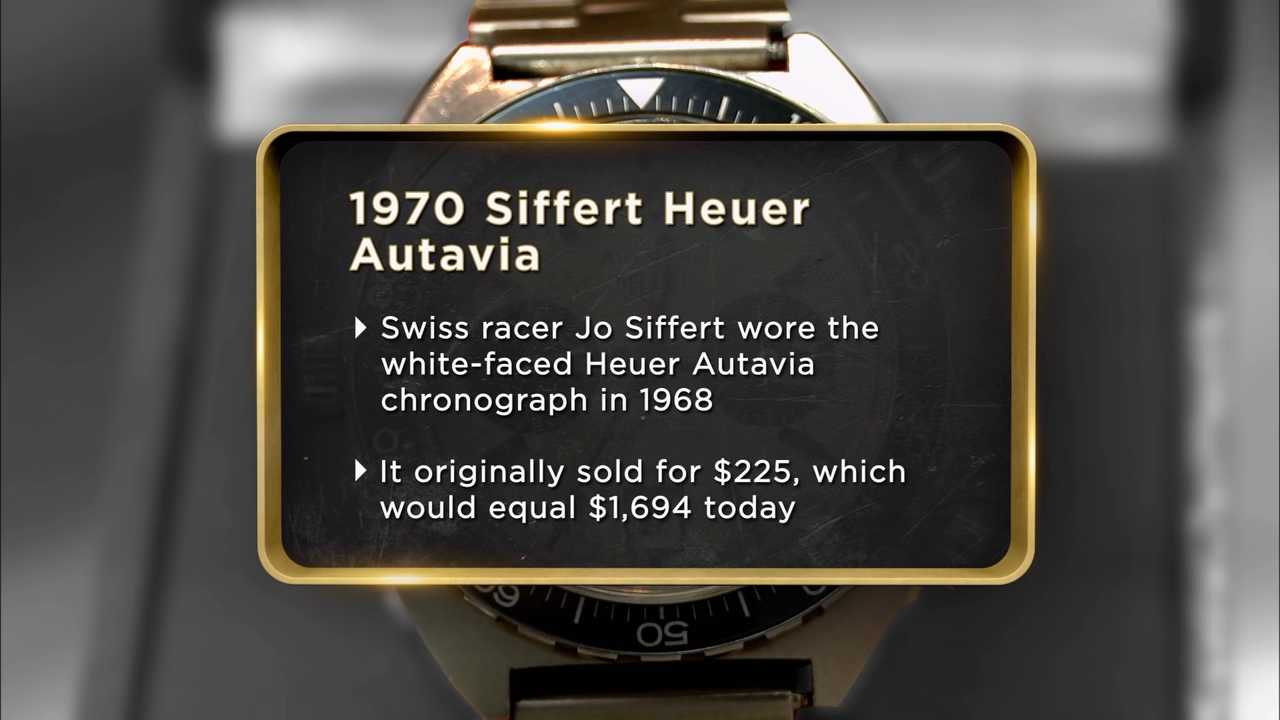 1970 Siffert Heuer
Autavia
Swiss racer Jo Siffert wore the
white-faced Heuer Autavia
chronograph in 1968
It originally sold for $225, which
would equal $1,694 today
50